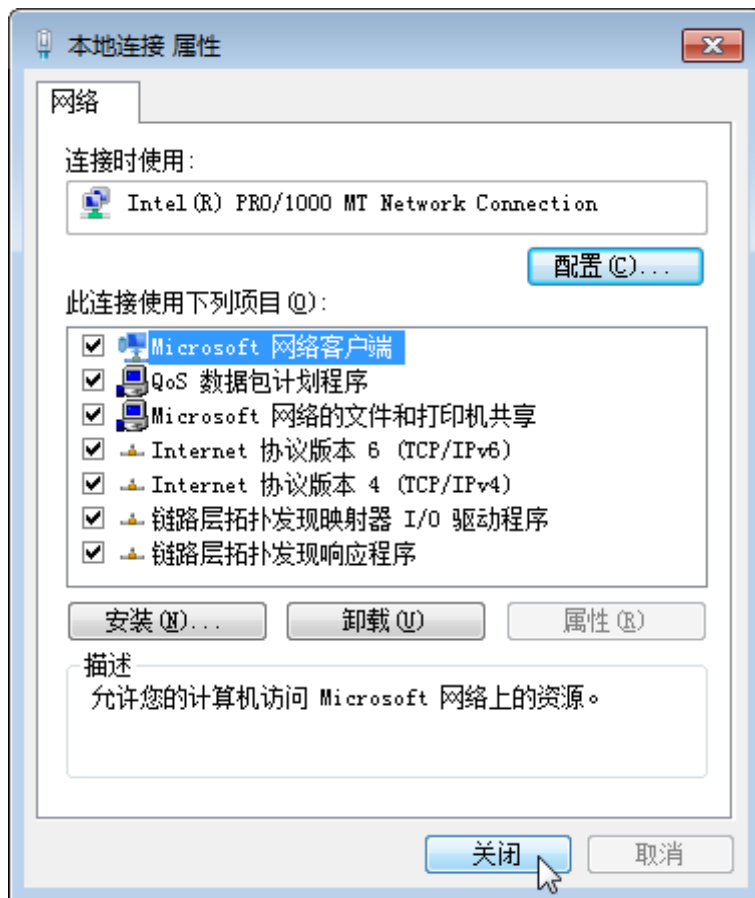 本地连接 属性
网络
连接时使用:
Intel(R) PRO/1000 MT Network Connection
配置(C)...
此连接使用下列项目(O):
Microsoft 网络客户端
QoS 数据包计划程序
Microsoft 网络的文件和打印机共享
Internet 协议版本 6 (TCP/IPv6)
Internet 协议版本 4 (TCP/IPv4)
链路层拓扑发现映射器 I/O 驱动程序
链路层拓扑发现响应程序
安装(N)... 卸载(U) 属性(R)
描述
允许您的计算机访问 Microsoft 网络上的资源。
关闭 取消